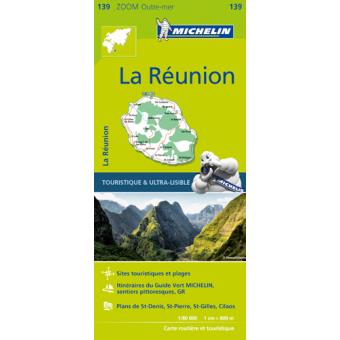 139 ZOOM Outre-mer 139
MICHELIN
La Réunion
La Réunion
TOURISTIQUE & ULTRA-LISIBLE
MICHELIN
Sites touristiques et plages
Itinéraires du Guide Vert MICHELIN,
sentiers pittoresques, GR
Plans de St-Denis, St-Pierre, St-Gilles, Cilaos
1/80 000 1 cm = 800 m
Carte routière et touristique